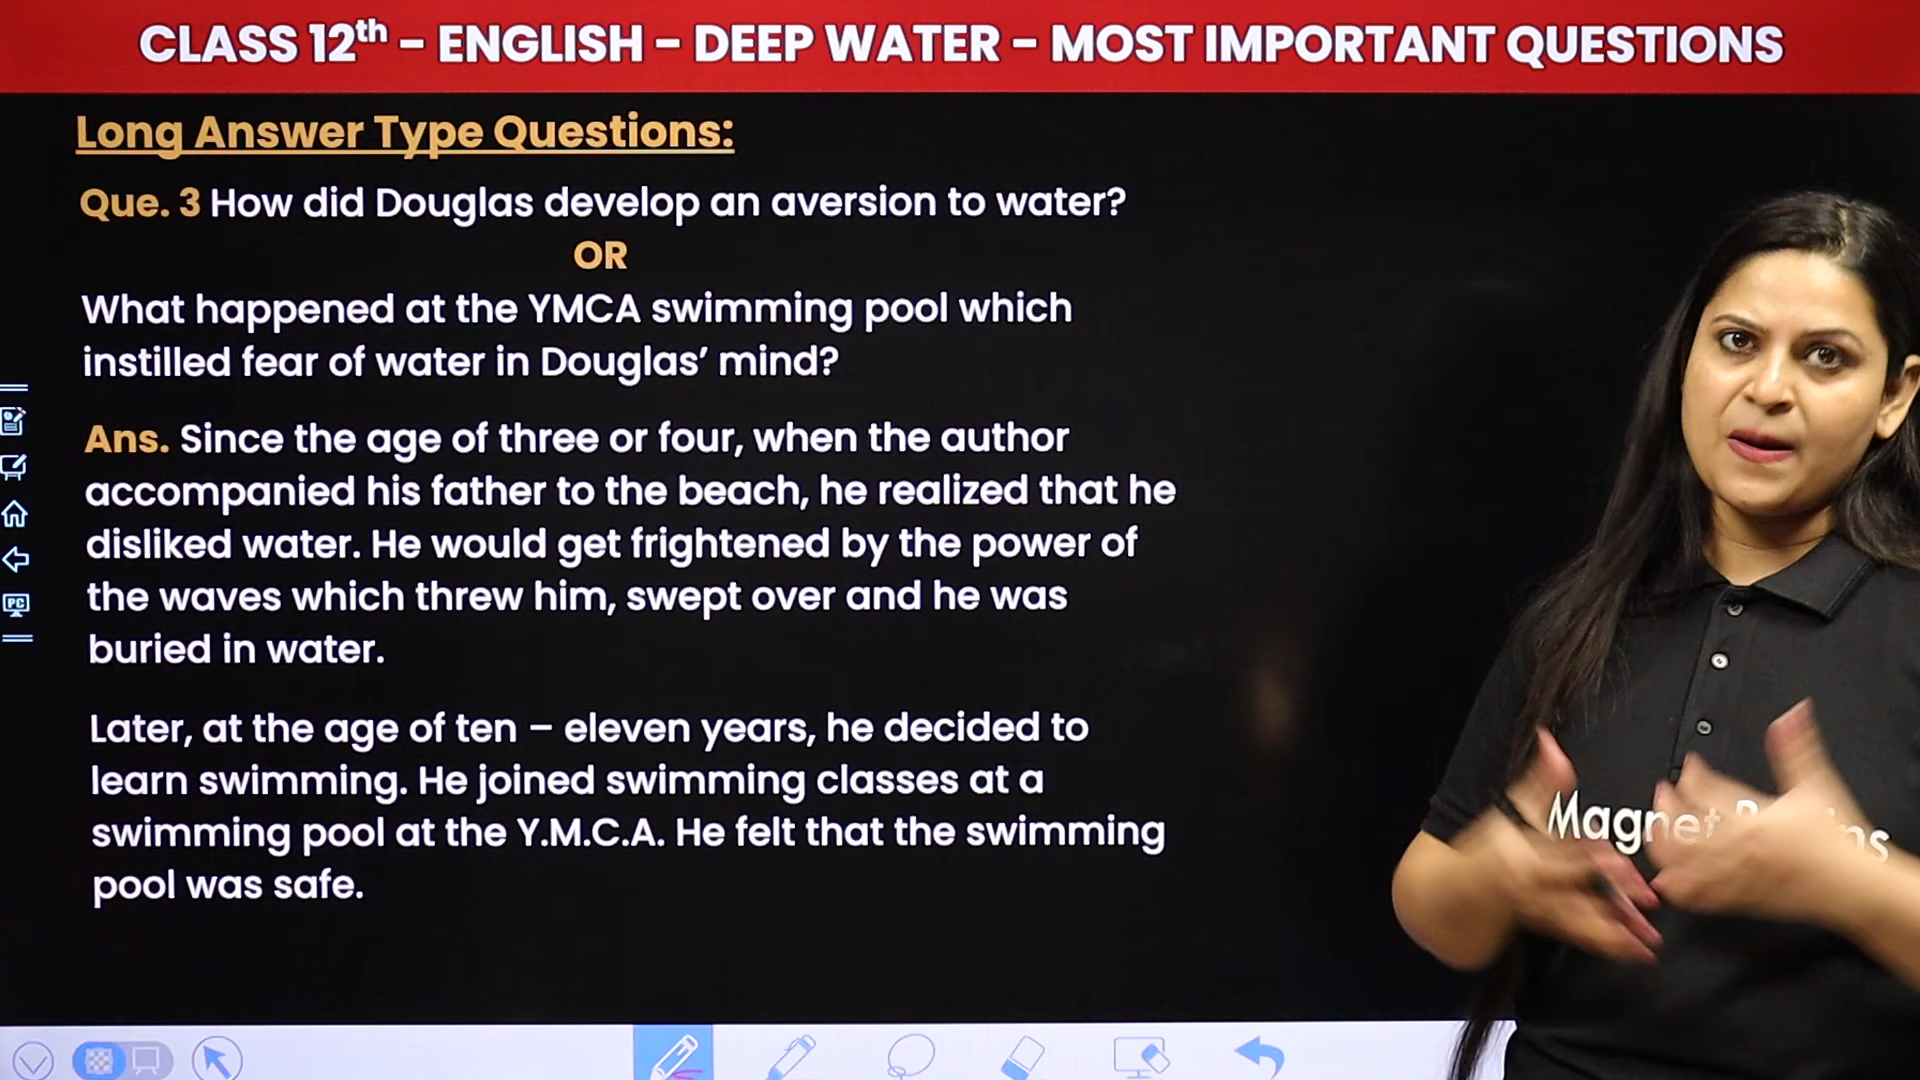 CLASS 12th – ENGLISH – DEEP WATER – MOST IMPORTANT QUESTIONS
Long Answer Type Questions:
Que. 3 How did Douglas develop an aversion to water?
OR
What happened at the YMCA swimming pool which
instilled fear of water in Douglas’ mind?
Ans. Since the age of three or four, when the author
accompanied his father to the beach, he realized that he
disliked water. He would get frightened by the power of
the waves which threw him, swept over and he was
buried in water.
Later, at the age of ten – eleven years, he decided to
learn swimming. He joined swimming classes at a
swimming pool at the Y.M.C.A. He felt that the swimming
pool was safe.
PC
Magnet